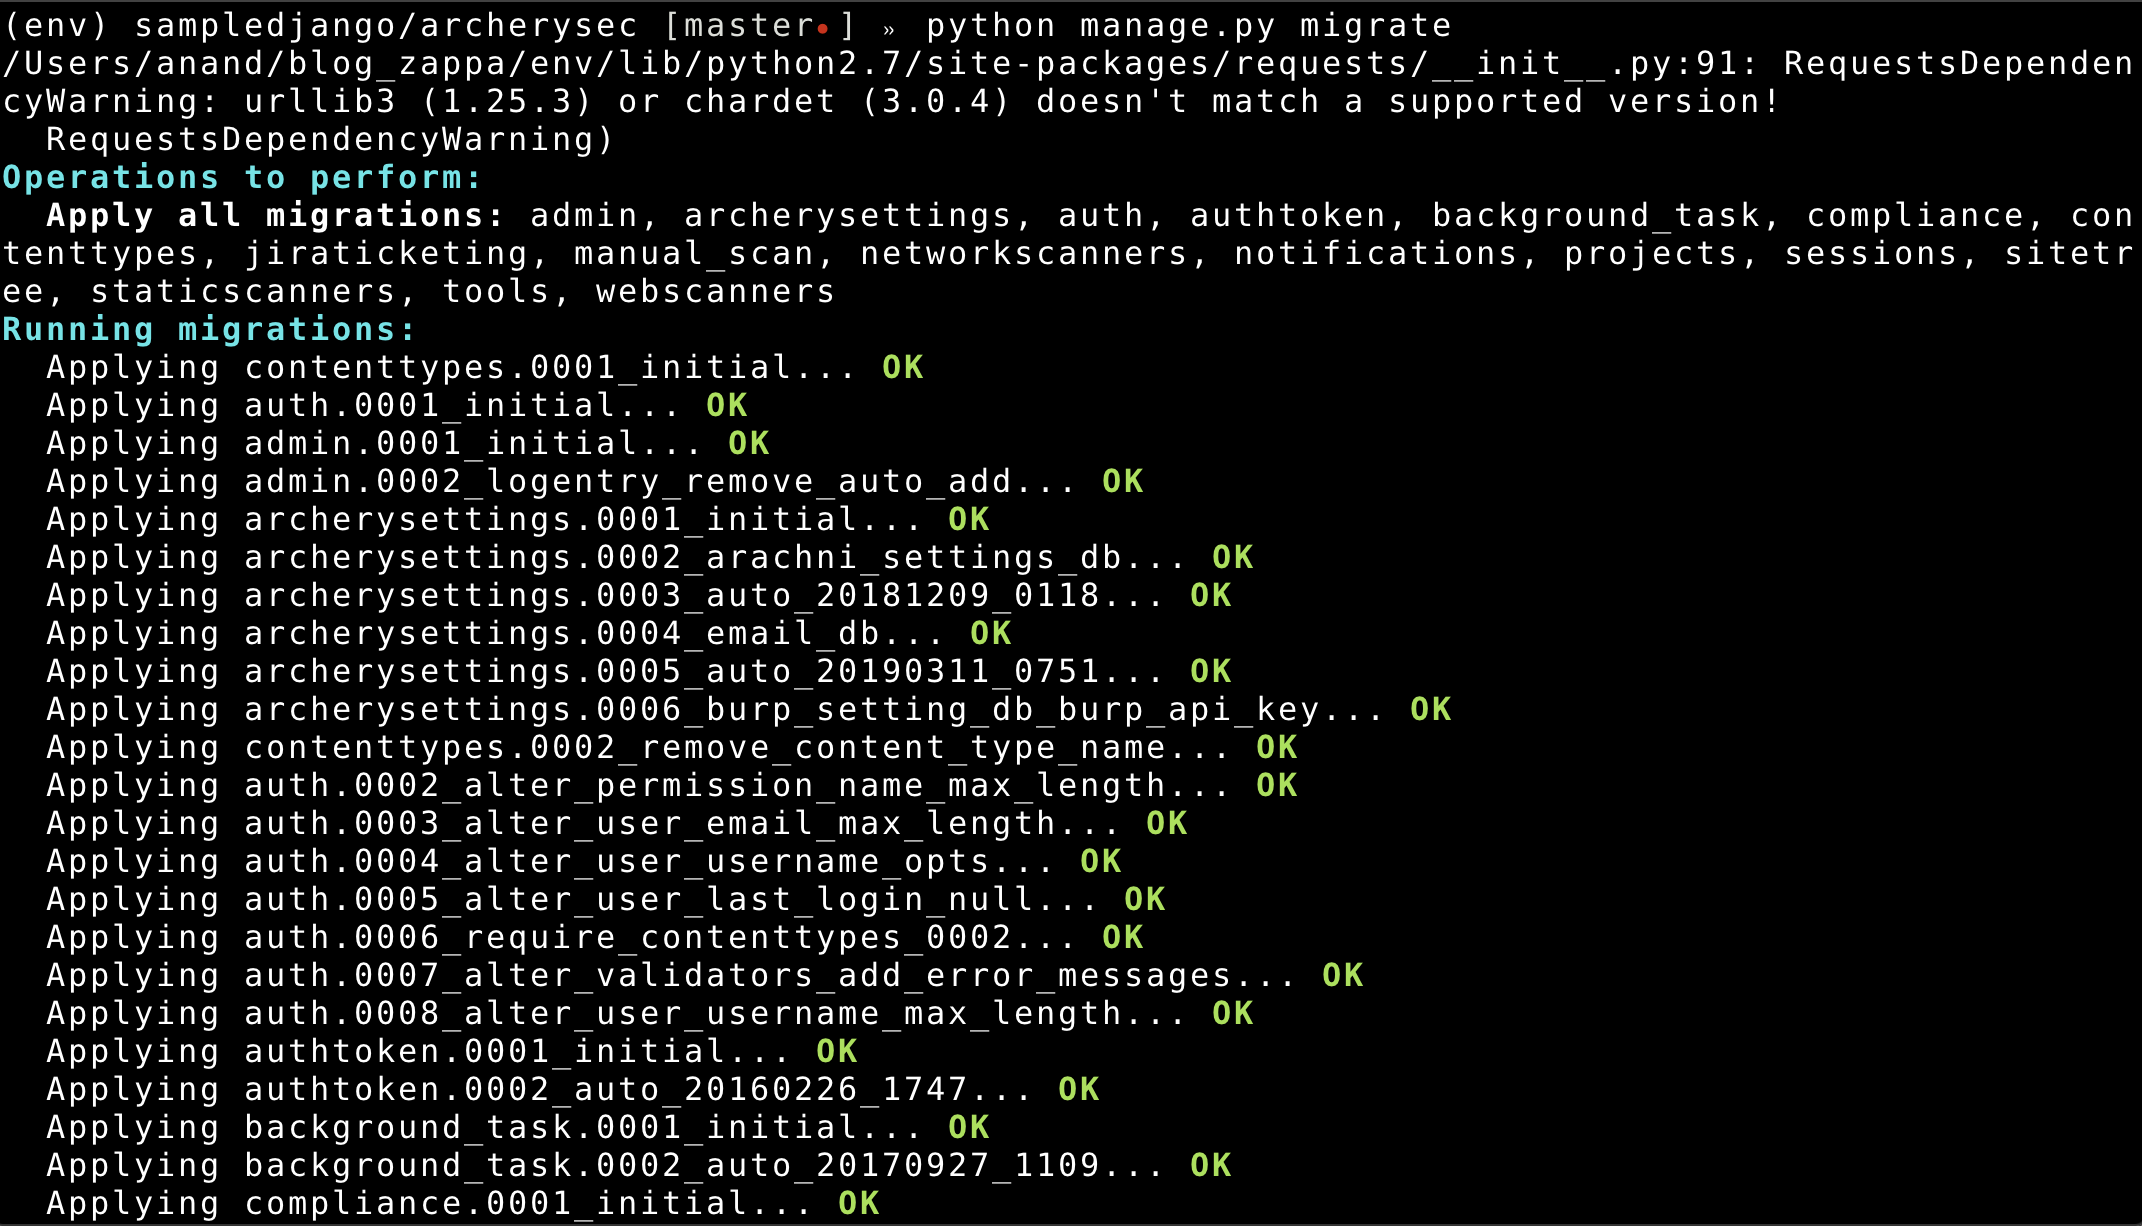 (env) sampledjango/archerysec [master•] » python manage.py migrate
/Users/anand/blog_zappa/env/lib/python2.7/site-packages/requests/__init__.py:91: RequestsDependen
cyWarning: urllib3 (1.25.3) or chardet (3.0.4) doesn't match a supported version!
  RequestsDependencyWarning)
Operations to perform:
  Apply all migrations: admin, archerysettings, auth, authtoken, background_task, compliance, con
tenttypes, jiraticketing, manual_scan, networkscanners, notifications, projects, sessions, sitetr
ee, staticscanners, tools, webscanners
Running migrations:
  Applying contenttypes.0001_initial... OK
  Applying auth.0001_initial... OK
  Applying admin.0001_initial... OK
  Applying admin.0002_logentry_remove_auto_add... OK
  Applying archerysettings.0001_initial... OK
  Applying archerysettings.0002_arachni_settings_db... OK
  Applying archerysettings.0003_auto_20181209_0118... OK
  Applying archerysettings.0004_email_db... OK
  Applying archerysettings.0005_auto_20190311_0751... OK
  Applying archerysettings.0006_burp_setting_db_burp_api_key... OK
  Applying contenttypes.0002_remove_content_type_name... OK
  Applying auth.0002_alter_permission_name_max_length... OK
  Applying auth.0003_alter_user_email_max_length... OK
  Applying auth.0004_alter_user_username_opts... OK
  Applying auth.0005_alter_user_last_login_null... OK
  Applying auth.0006_require_contenttypes_0002... OK
  Applying auth.0007_alter_validators_add_error_messages... OK
  Applying auth.0008_alter_user_username_max_length... OK
  Applying authtoken.0001_initial... OK
  Applying authtoken.0002_auto_20160226_1747... OK
  Applying background_task.0001_initial... OK
  Applying background_task.0002_auto_20170927_1109... OK
  Applying compliance.0001_initial... OK